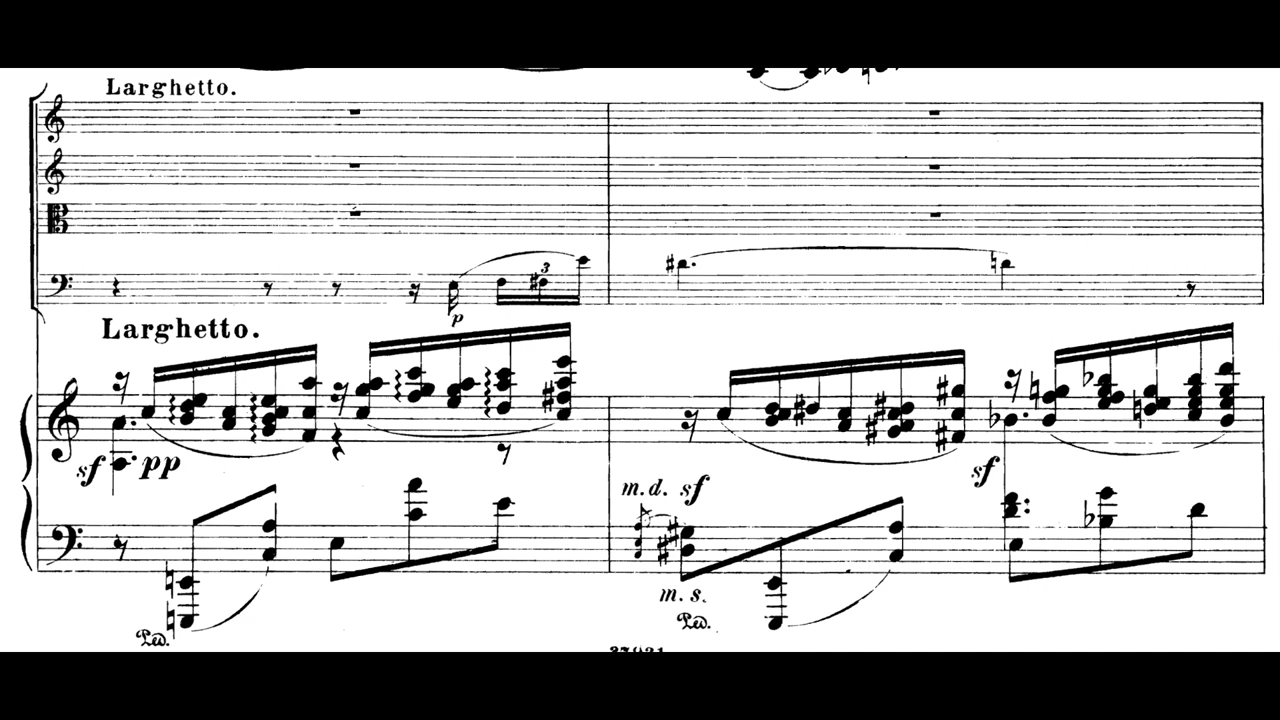 Larghetto.
3
p
Larghetto.
sf pp
m.d. sf
sf
m.s.
Ped. Ped.